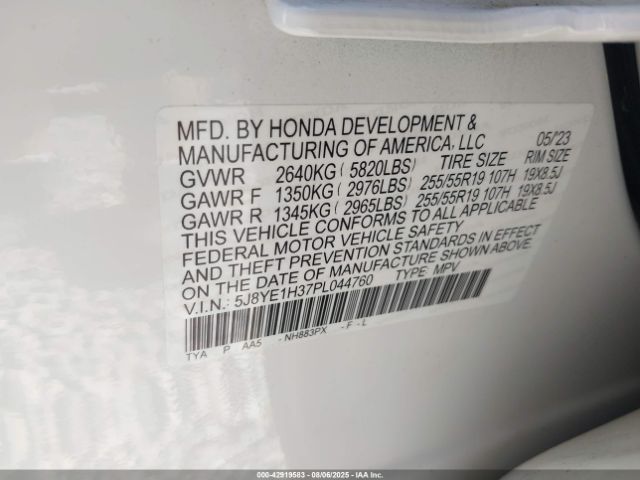 MFD. BY HONDA DEVELOPMENT &
MANUFACTURING OF AMERICA, LLC 05/'23
GVWR 2640KG ( 5820LBS) TIRE SIZE RIM SIZE
GAWR F 1350KG ( 2976LBS) 255/55R19 107H 19X8.5J
GAWR R 1345KG ( 2965LBS) 255/55R19 107H 19X8.5J
THIS VEHICLE CONFORMS TO ALL APPLICABLE
FEDERAL MOTOR VEHICLE SAFETY
AND THEFT PREVENTION STANDARDS IN EFFECT
ON THE DATE OF MANUFACTURE SHOWN ABOVE.
V.I.N.: 5J8YE1H37PL044760 TYPE: MPV
TYA P AA5 - NH883PX - F - L
000-42919583 - 08/06/2025 - IAAI.COM